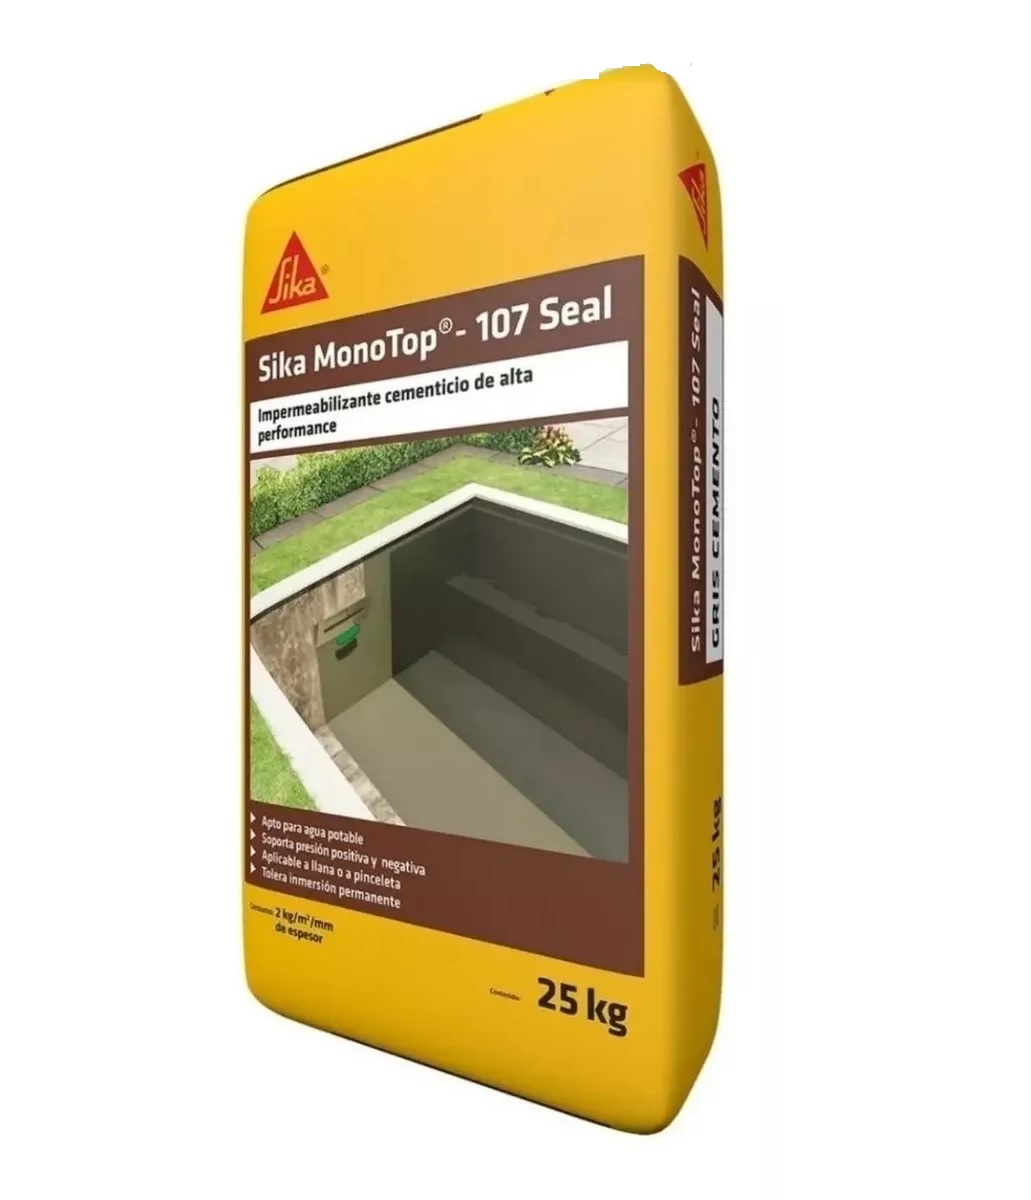 Sika®
Sika MonoTop® - 107 Seal
Impermeabilizante cementicio de alta
performance
Apto para agua potable
Soporta presión positiva y negativa
Aplicable a llana o a pinceleta
Tolera inmersión permanente
Consumo: 2 kg/m²/mm
de espesor
Contenido: 25 kg
Sika
Sika MonoTop® - 107 Seal
GRIS CEMENTO
25 kg